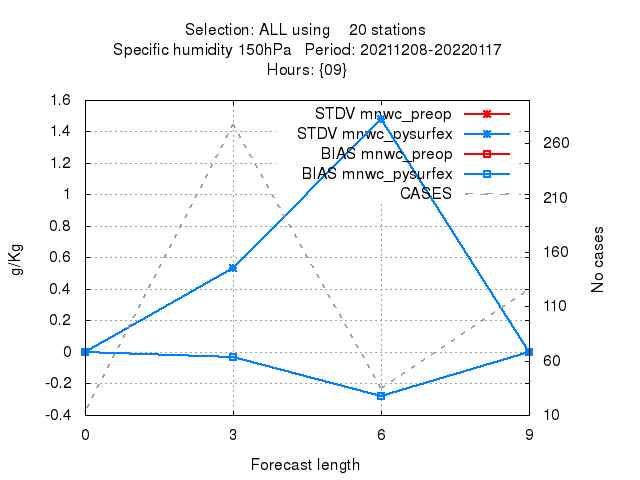 Selection: ALL using    20 stations
Specific humidity 150hPa   Period: 20211208-20220117
Hours: {09}
STDV mnwc_preop
STDV mnwc_pysurfex
BIAS mnwc_preop
BIAS mnwc_pysurfex
CASES
g/Kg
1.6
1.4
1.2
1
0.8
0.6
0.4
0.2
0
-0.2
-0.4
0
3
6
9
Forecast length
260
210
160
110
60
10
No cases